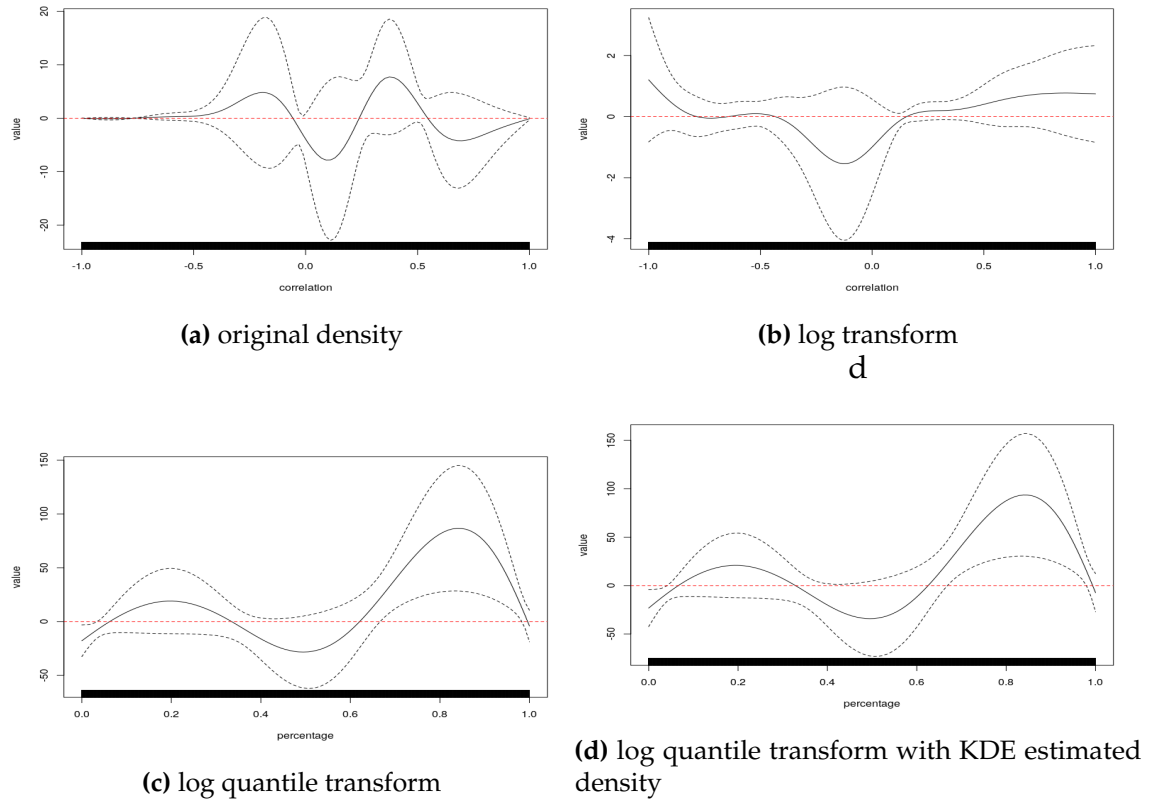 20
10
0
-10
-20
value
-1.0 -0.5 0.0 0.5 1.0
correlation
(a) original density
2
0
-2
-4
value
-1.0 -0.5 0.0 0.5 1.0
correlation
(b) log transform
d
150
100
50
0
-50
value
0.0 0.2 0.4 0.6 0.8 1.0
percentage
(c) log quantile transform
150
100
50
0
-50
value
0.0 0.2 0.4 0.6 0.8 1.0
percentage
(d) log quantile transform with KDE estimated
density